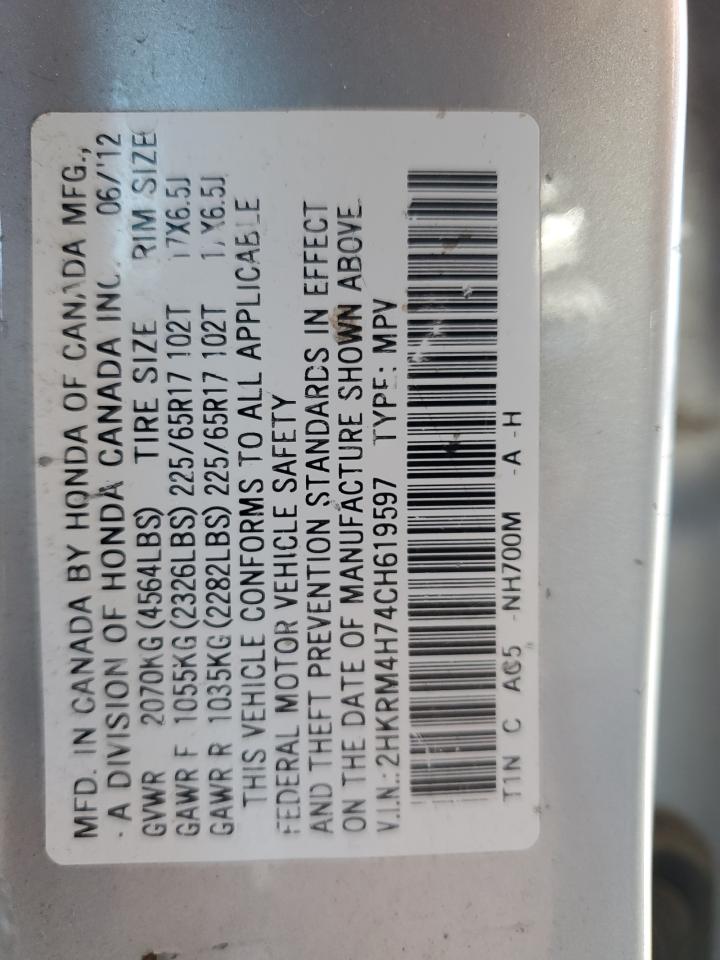 MFD. IN CANADA BY HONDA OF CANADA MFG.,
- A DIVISION OF HONDA CANADA INC. 06/'12
GVWR 2070KG (4564LBS) TIRE SIZE RIM SIZE
GAWR F 1055KG (2326LBS) 225/65R17 102T 17X6.5J
GAWR R 1035KG (2282LBS) 225/65R17 102T 17X6.5J
THIS VEHICLE CONFORMS TO ALL APPLICABLE
FEDERAL MOTOR VEHICLE SAFETY
AND THEFT PREVENTION STANDARDS IN EFFECT
ON THE DATE OF MANUFACTURE SHOWN ABOVE.
V.I.N.: 2HKRM4H74CH619597 TYPE: MPV
T1N C AC5 -NH700M -A -H